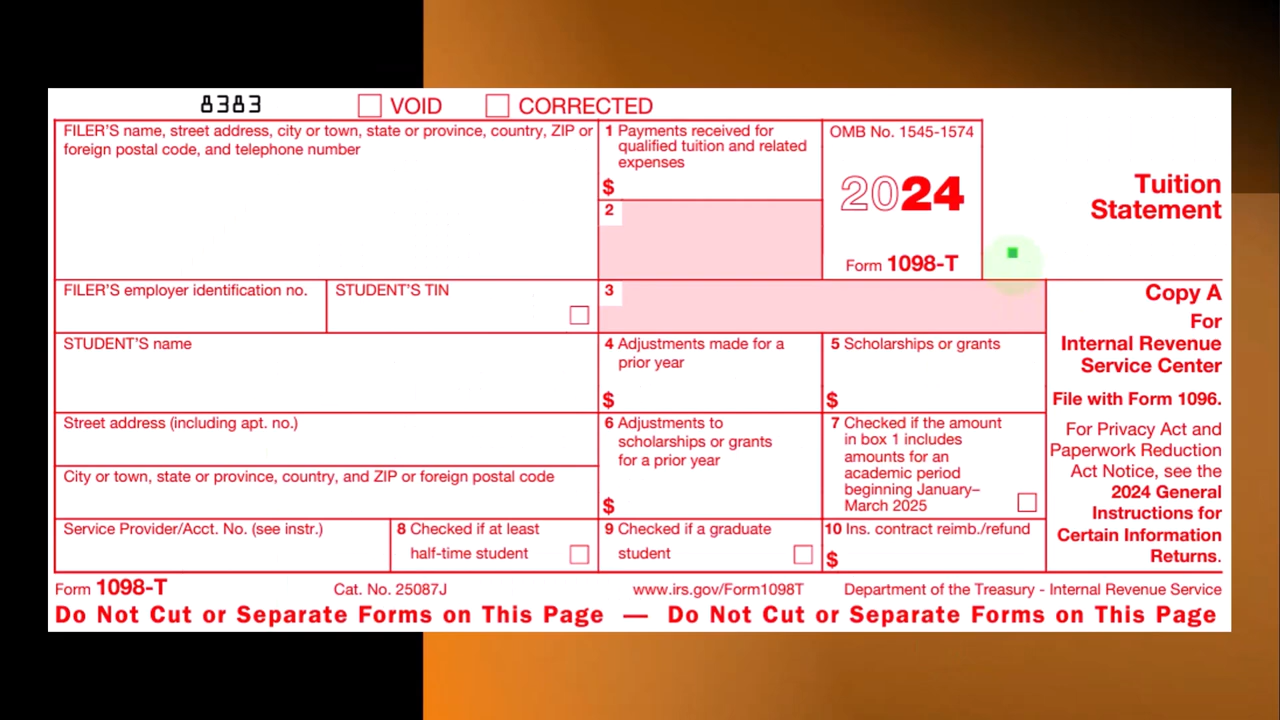 8383 VOID CORRECTED
FILER'S name, street address, city or town, state or province, country, ZIP or
foreign postal code, and telephone number
1 Payments received for
qualified tuition and related
expenses
$
2
OMB No. 1545-1574
2024
Form 1098-T
Tuition
Statement
FILER'S employer identification no.
STUDENT'S TIN
3
Copy A
For
Internal Revenue
Service Center
File with Form 1096.
For Privacy Act and
Paperwork Reduction
Act Notice, see the
2024 General
Instructions for
Certain Information
Returns.
STUDENT'S name
4 Adjustments made for a
prior year
$
5 Scholarships or grants
$
Street address (including apt. no.)
6 Adjustments to
scholarships or grants
for a prior year
$
7 Checked if the amount
in box 1 includes
amounts for an
academic period
beginning January–
March 2025
City or town, state or province, country, and ZIP or foreign postal code
Service Provider/Acct. No. (see instr.)
8 Checked if at least
half-time student
9 Checked if a graduate
student
10 Ins. contract reimb./refund
$
Form 1098-T Cat. No. 25087J www.irs.gov/Form1098T Department of the Treasury - Internal Revenue Service
Do Not Cut or Separate Forms on This Page — Do Not Cut or Separate Forms on This Page